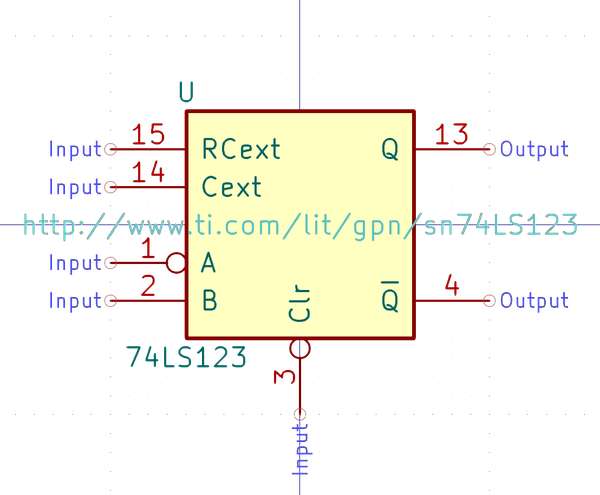 U
Input 15 RCext Q 13 Output
Input 14 Cext
http://www.ti.com/lit/gpn/sn74LS123
Input 1 A
Input 2 B Clr Q̅ 4 Output
74LS123
3
Input